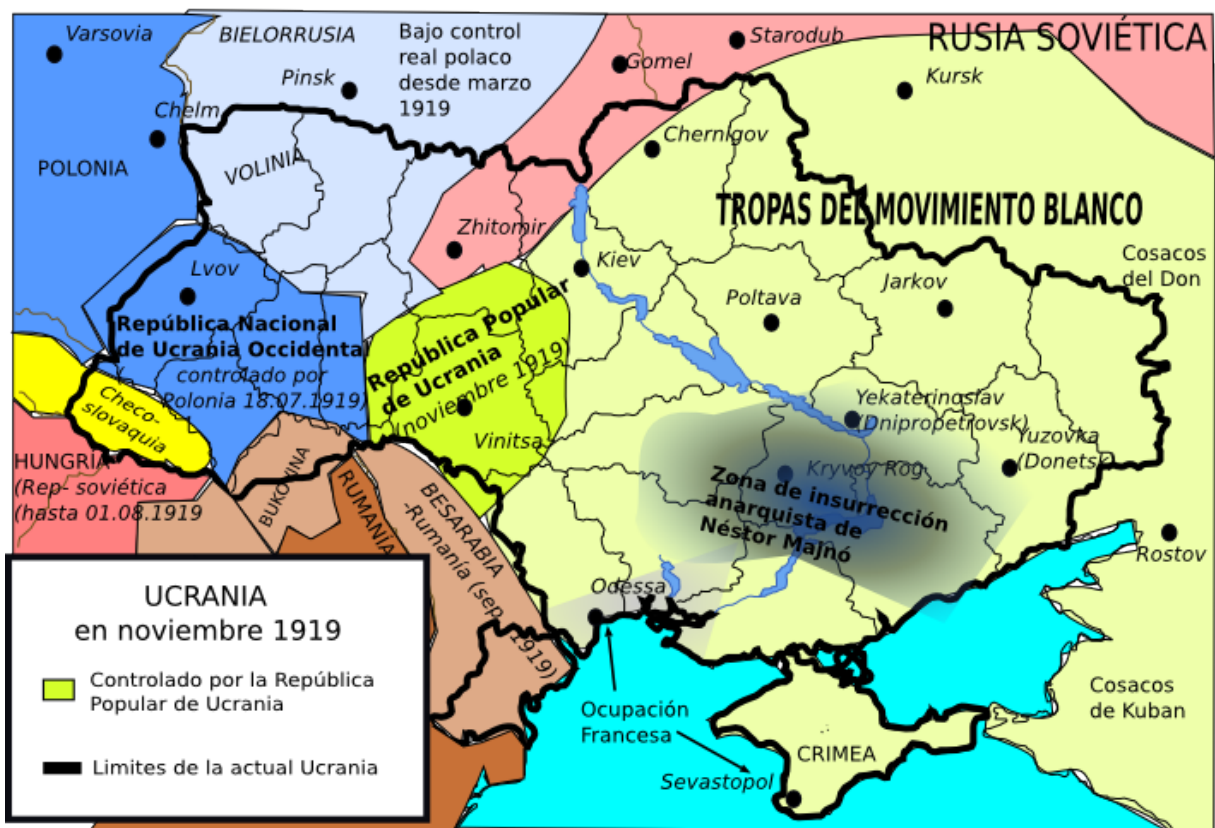 Varsovia
BIELORRUSIA
Bajo control
real polaco
desde marzo
1919
Starodub
RUSIA SOVIÉTICA
Gomel
Pinsk
Kursk
Chelm
Chernigov
POLONIA
VOLINIA
TROPAS DEL MOVIMIENTO BLANCO
Zhitomir
Kiev
Cosacos
del Don
Lvov
Poltava
Jarkov
República Nacional
de Ucrania Occidental
(
controlado por
Polonia 18.07.1919)
República Popular
de Ucrania
(noviembre 1919)
Checo-
slovaquia
Yekaterinoslav
(Dnipropetrovsk)
Vinitsa
Yuzovka
(Donetsk)
HUNGRIA
(Rep- soviética
(hasta 01.08.1919
BUKOVINA
RUMANIA
BESARABIA
-Rumanía (sep. 1919)
Kryvoy Rog
Zona de insurrección
anarquista de
Néstor Majnó
Rostov
Odessa
UCRANIA
en noviembre 1919
Controlado por la República
Popular de Ucrania
Limites de la actual Ucrania
Ocupación
Francesa
Cosacos
de Kuban
CRIMEA
Sevastopol